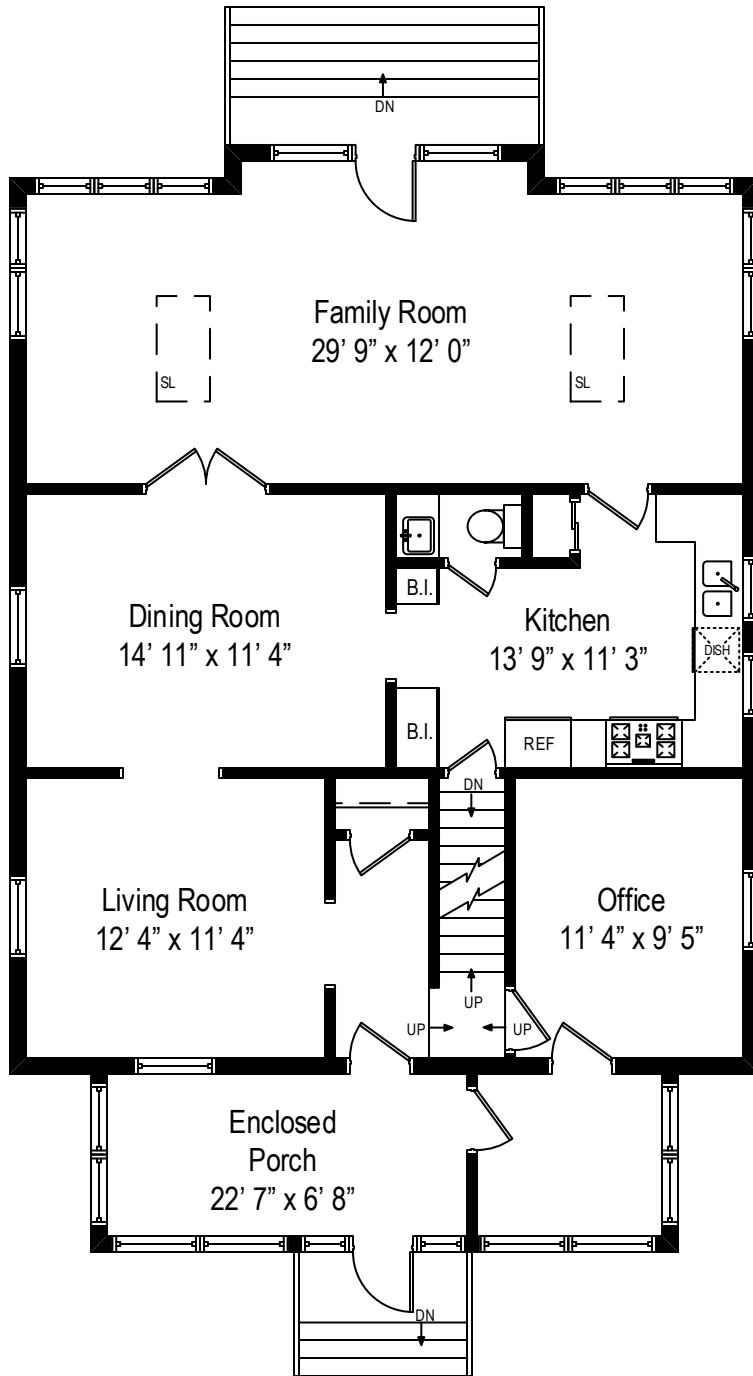 DN
Family Room
29’ 9” x 12’ 0”
SL
SL
B.I.
Dining Room
14’ 11” x 11’ 4”
Kitchen
13’ 9” x 11’ 3”
DISH
B.I.
REF
DN
Living Room
12’ 4” x 11’ 4”
Office
11’ 4” x 9’ 5”
UP
UP
UP
Enclosed
Porch
22’ 7” x 6’ 8”
DN